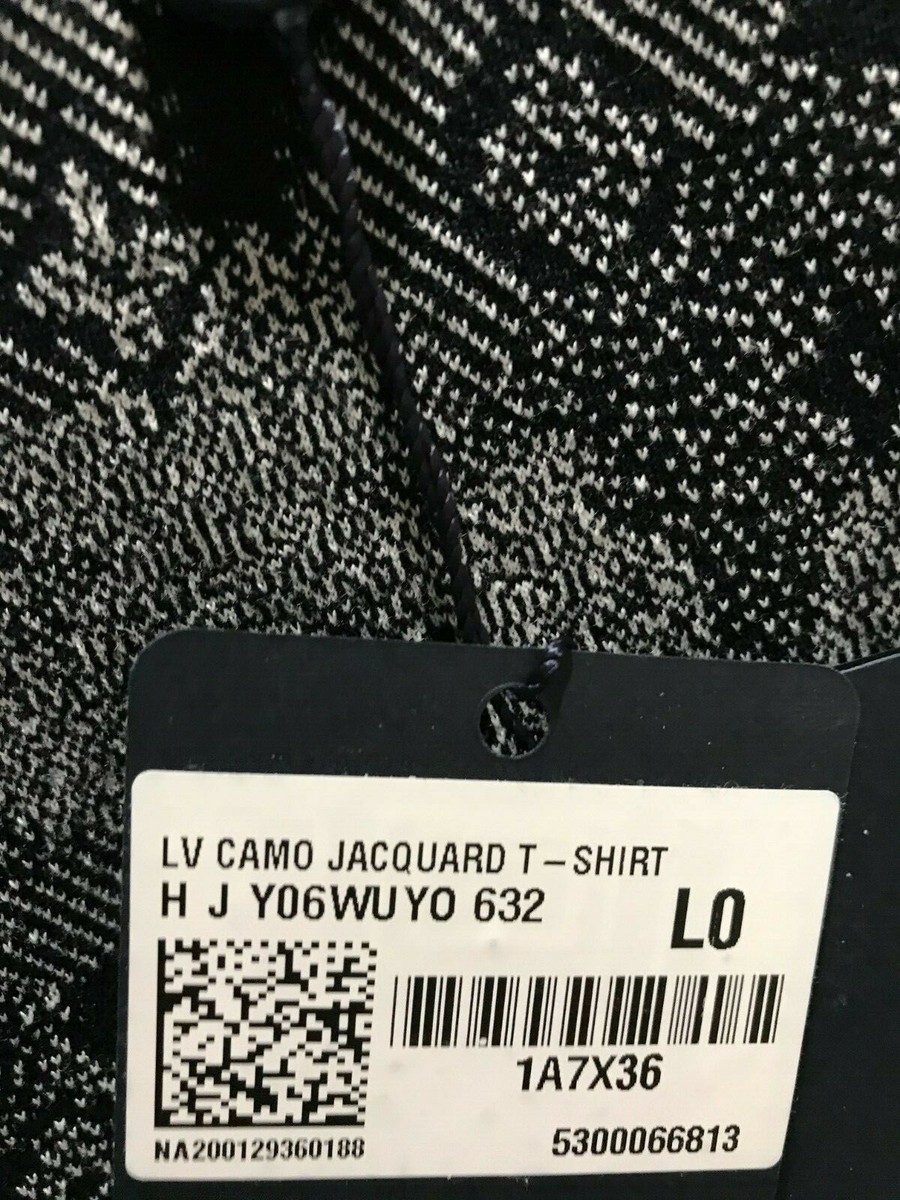 LV CAMO JACQUARD T-SHIRT
H J Y06WUYO 632
L0
1A7X36
NA200129360188
5300066813